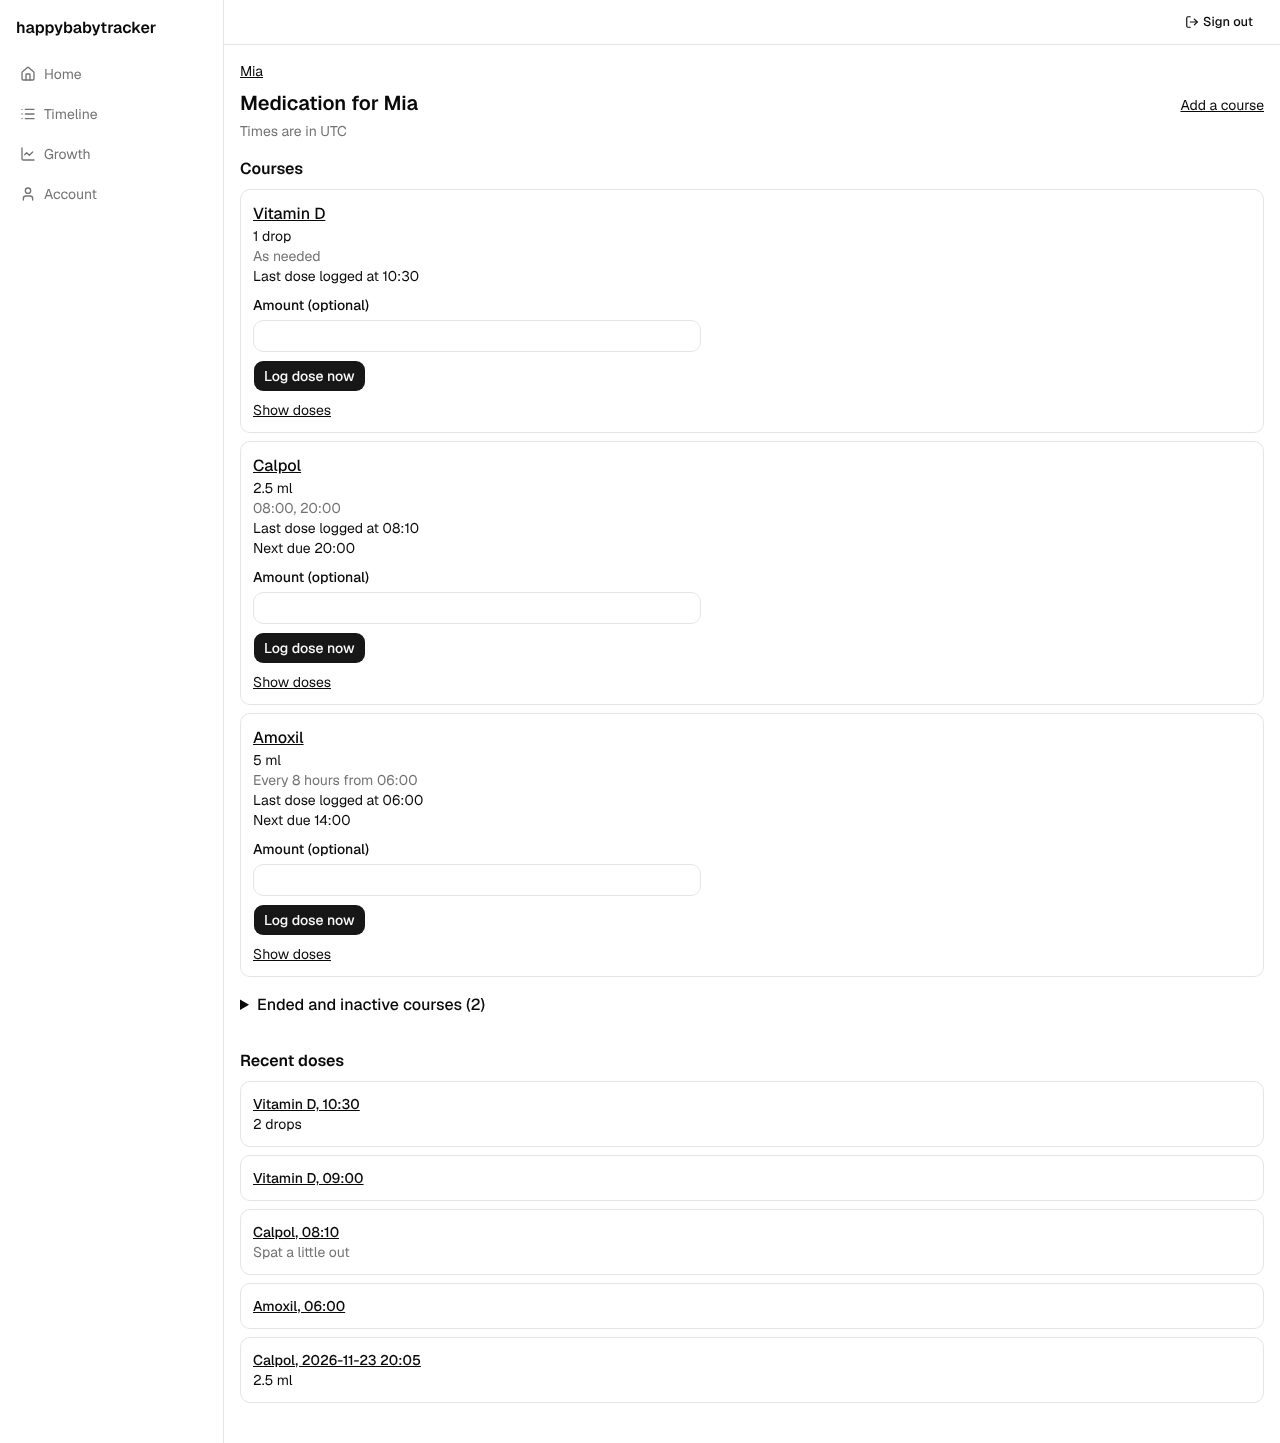 happybabytracker
Home
Timeline
Growth
Account
Sign out
Mia
Medication for Mia
Add a course
Times are in UTC
Courses
Vitamin D
1 drop
As needed
Last dose logged at 10:30
Amount (optional)
Log dose now
Show doses
Calpol
2.5 ml
08:00, 20:00
Last dose logged at 08:10
Next due 20:00
Amount (optional)
Log dose now
Show doses
Amoxil
5 ml
Every 8 hours from 06:00
Last dose logged at 06:00
Next due 14:00
Amount (optional)
Log dose now
Show doses
Ended and inactive courses (2)
Recent doses
Vitamin D, 10:30
2 drops
Vitamin D, 09:00
Calpol, 08:10
Spat a little out
Amoxil, 06:00
Calpol, 2026-11-23 20:05
2.5 ml